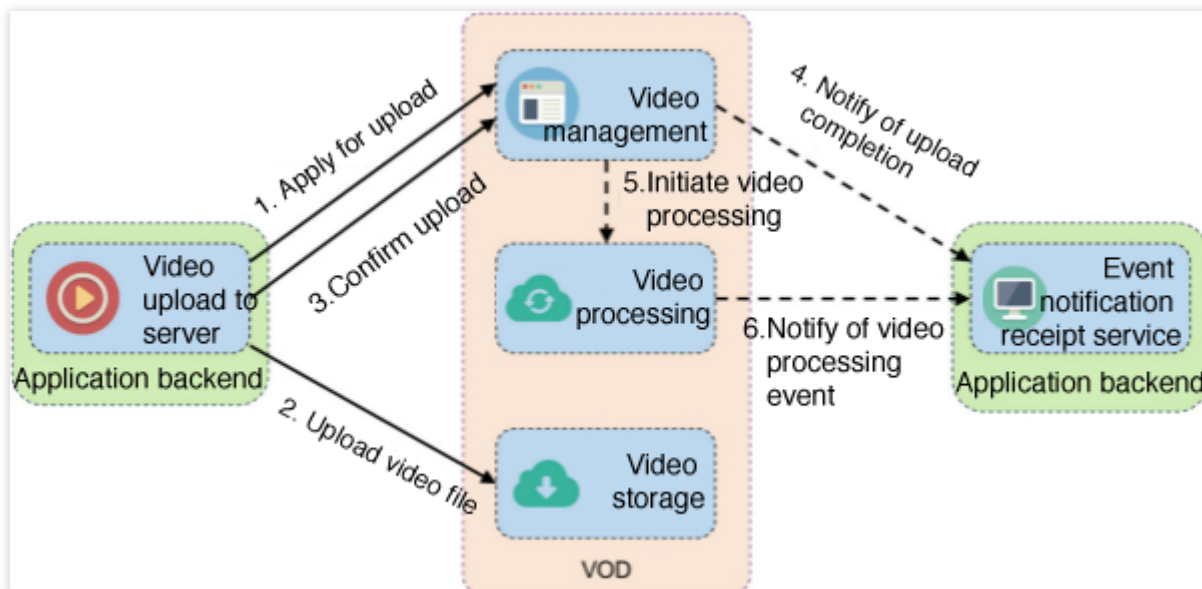 1. Apply for upload
3.Confirm upload
2. Upload video file
Video
upload to
server
Application backend
Video
management
5.Initiate video
processing
Video
processing
Video
storage
VOD
4. Notify of upload
completion
6.Notify of video
processing
event
Event
notification
receipt service
Application backend